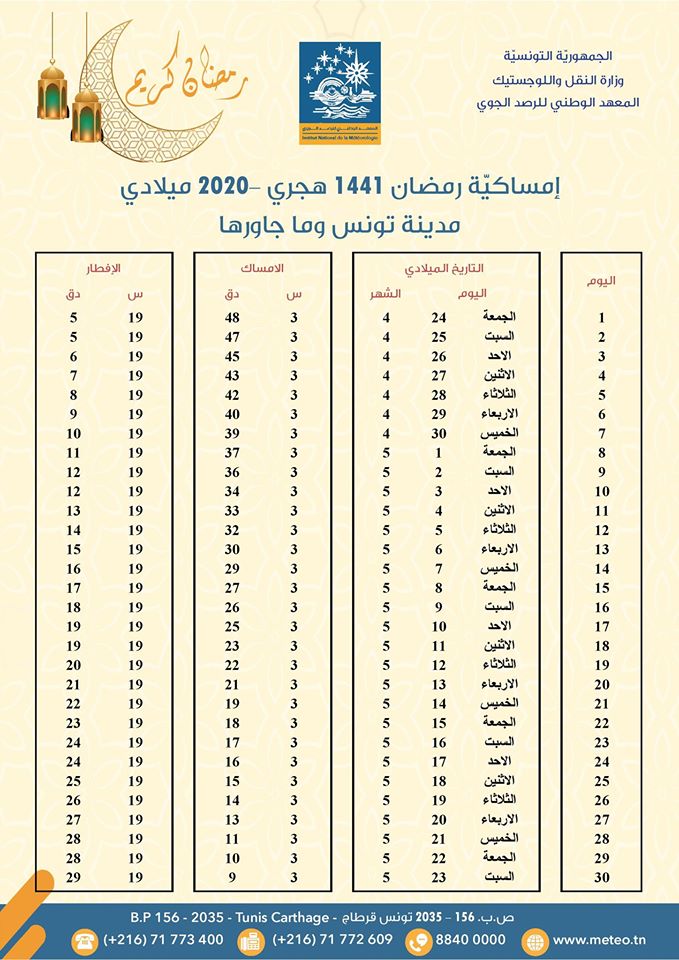 رمضان كريم
الجمهوريّة التونسيّة
وزارة النقل واللوجستيك
المعهد الوطني للرصد الجوي
المعهد الوطني للرصد الجوي
Institut National de la Météorologie
إمساكيّة رمضان 1441 هجري –2020 ميلادي
مدينة تونس وما جاورها
اليوم التاريخ الميلادي الامساك الإفطار
اليوم الشهر س دق س دق
1 الجمعة 24 4 3 48 19 5
2 السبت 25 4 3 47 19 5
3 الاحد 26 4 3 45 19 6
4 الاثنين 27 4 3 43 19 7
5 الثلاثاء 28 4 3 42 19 8
6 الاربعاء 29 4 3 40 19 9
7 الخميس 30 4 3 39 19 10
8 الجمعة 1 5 3 37 19 11
9 السبت 2 5 3 36 19 12
10 الاحد 3 5 3 34 19 12
11 الاثنين 4 5 3 33 19 13
12 الثلاثاء 5 5 3 32 19 14
13 الاربعاء 6 5 3 30 19 15
14 الخميس 7 5 3 29 19 16
15 الجمعة 8 5 3 27 19 17
16 السبت 9 5 3 26 19 18
17 الاحد 10 5 3 25 19 19
18 الاثنين 11 5 3 23 19 19
19 الثلاثاء 12 5 3 22 19 20
20 الاربعاء 13 5 3 21 19 21
21 الخميس 14 5 3 19 19 22
22 الجمعة 15 5 3 18 19 23
23 السبت 16 5 3 17 19 24
24 الاحد 17 5 3 16 19 24
25 الاثنين 18 5 3 15 19 25
26 الثلاثاء 19 5 3 14 19 26
27 الاربعاء 20 5 3 13 19 27
28 الخميس 21 5 3 11 19 28
29 الجمعة 22 5 3 10 19 28
30 السبت 23 5 3 9 19 29
ص.ب. 156 – 2035 تونس قرطاج - B.P 156 - 2035 - Tunis Carthage
(+216) 71 773 400 (+216) 71 772 609 8840 0000 www.meteo.tn